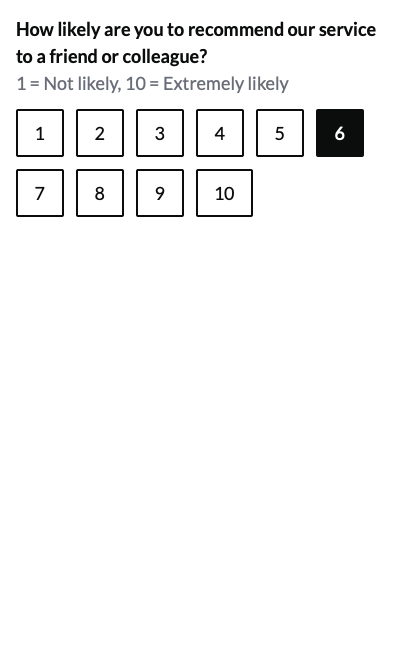 How likely are you to recommend our service
to a friend or colleague?
1 = Not likely, 10 = Extremely likely
1 2 3 4 5 6
7 8 9 10